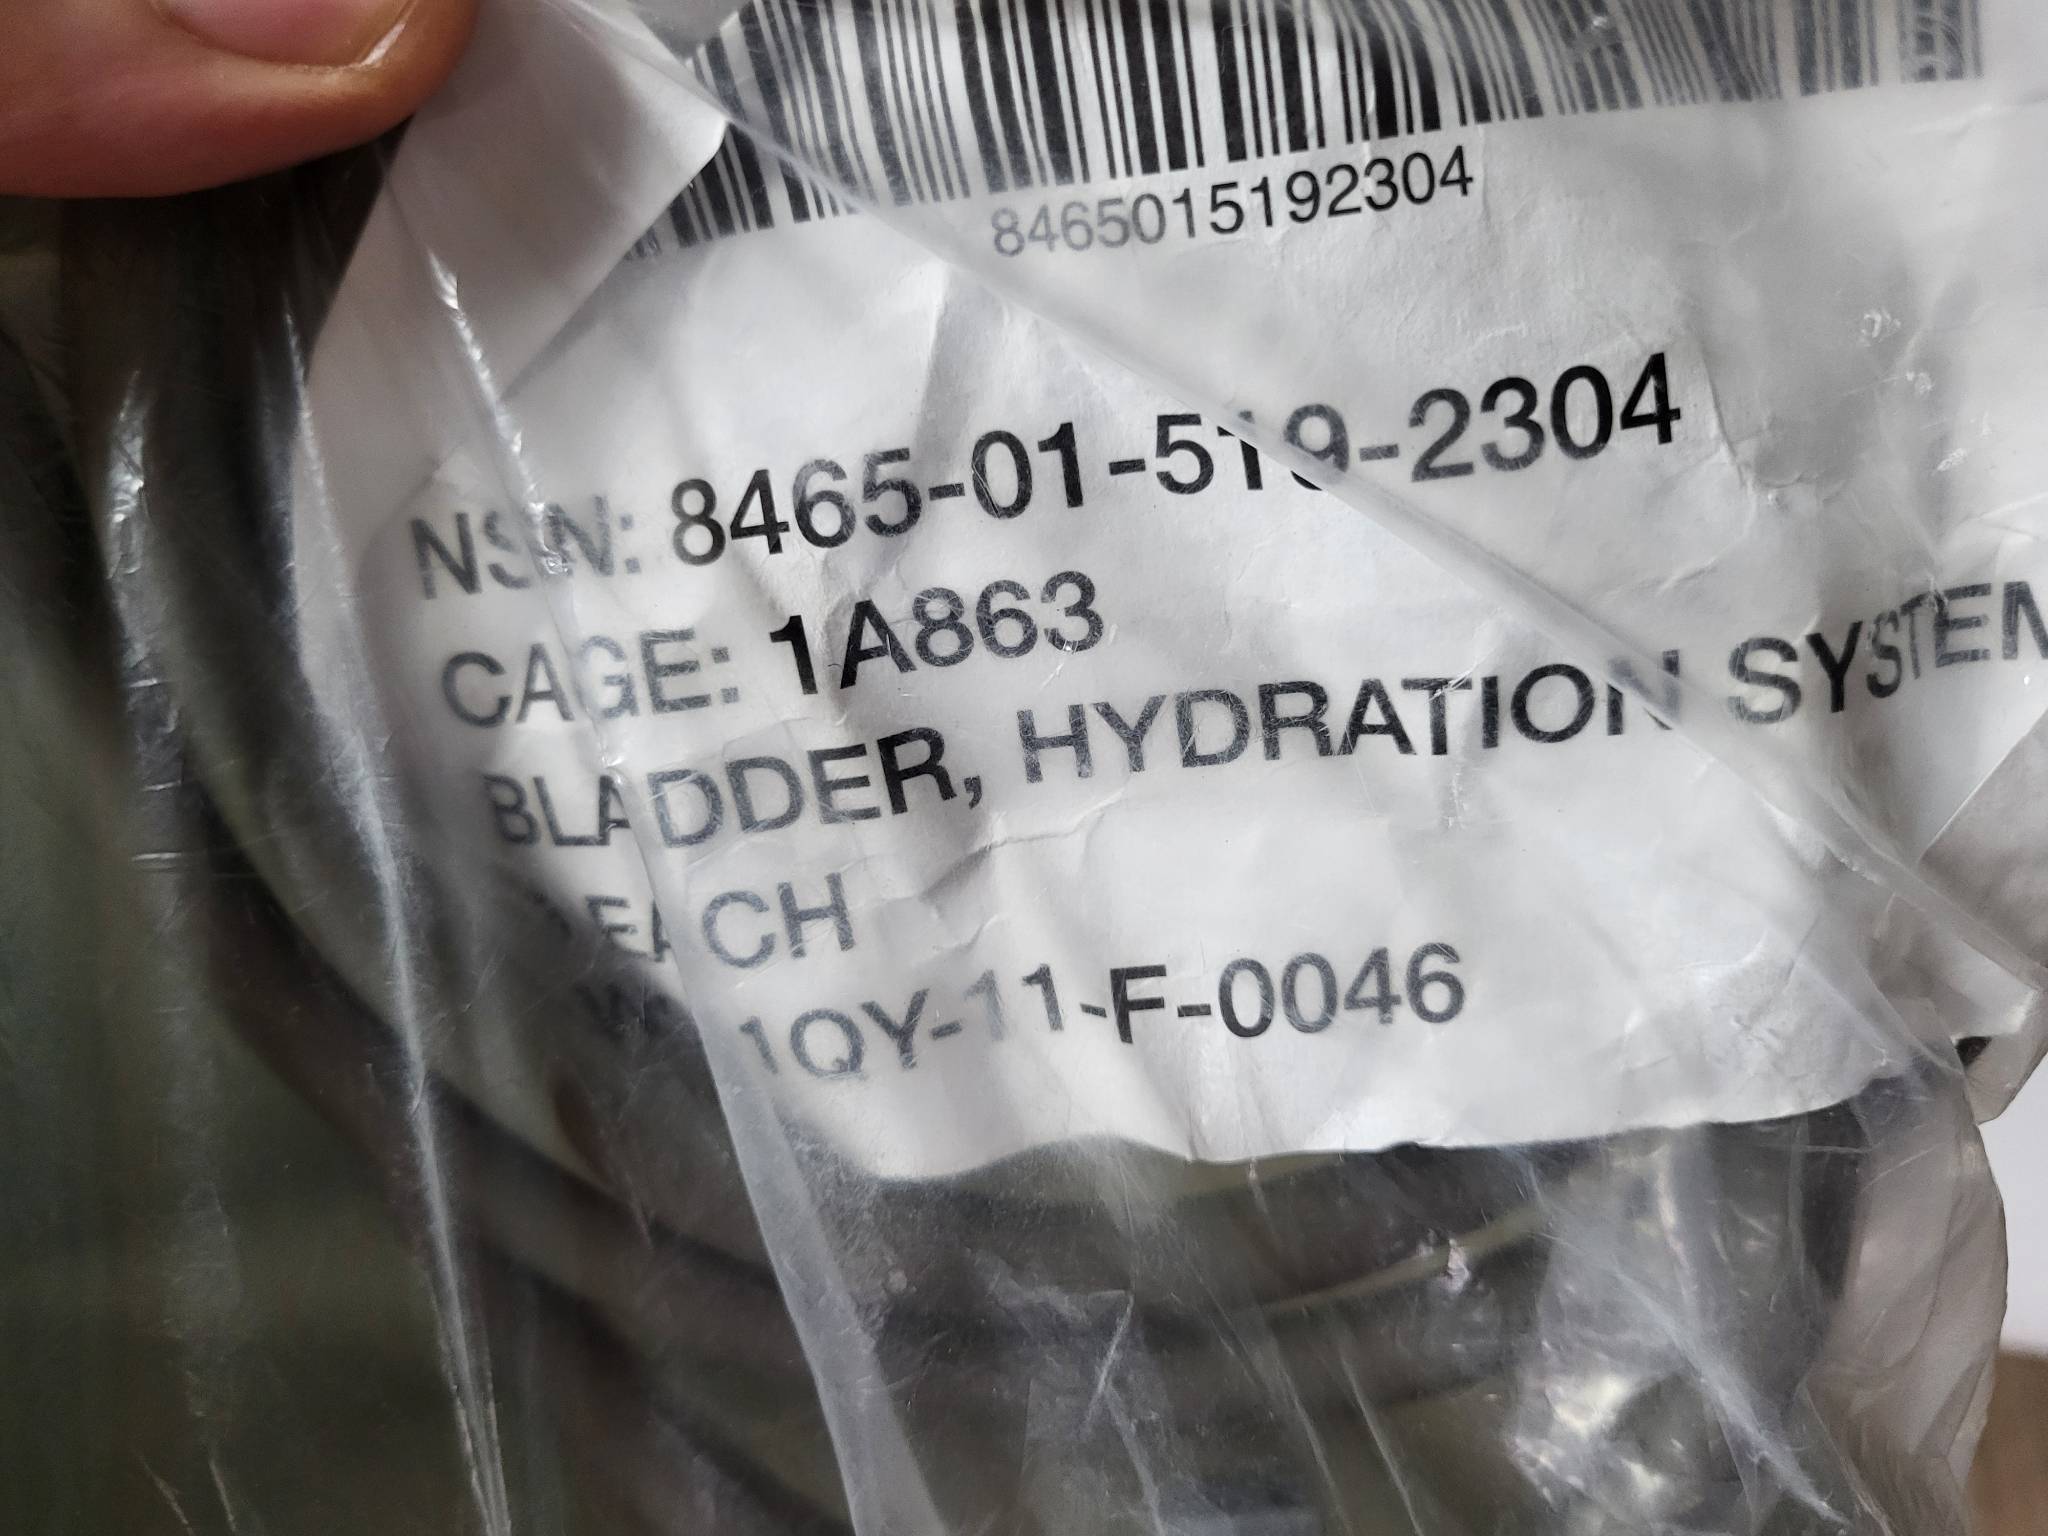 8465015192304
NSN: 8465-01-519-2304
CAGE: 1A863
BLADDER, HYDRATION SYSTEM
EACH
1QY-11-F-0046